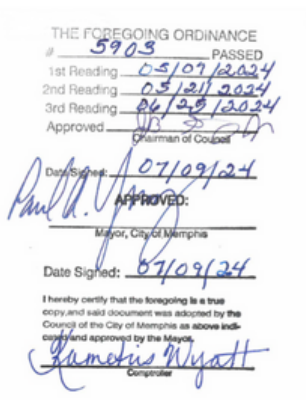 THE FOREGOING ORDINANCE
# 5903 PASSED
1st Reading 05/07/2024
2nd Reading 05/21/2024
3rd Reading 06/25/2024
Approved
Chairman of Council
Date Signed: 07/09/24
Paul A. Young
APPROVED:
Mayor, City of Memphis
Date Signed: 07/09/24
I hereby certify that the foregoing is a true
copy,and said document was adopted by the
Council of the City of Memphis as above indi-
cated and approved by the Mayor.
Kametris Wyatt
Comptroller